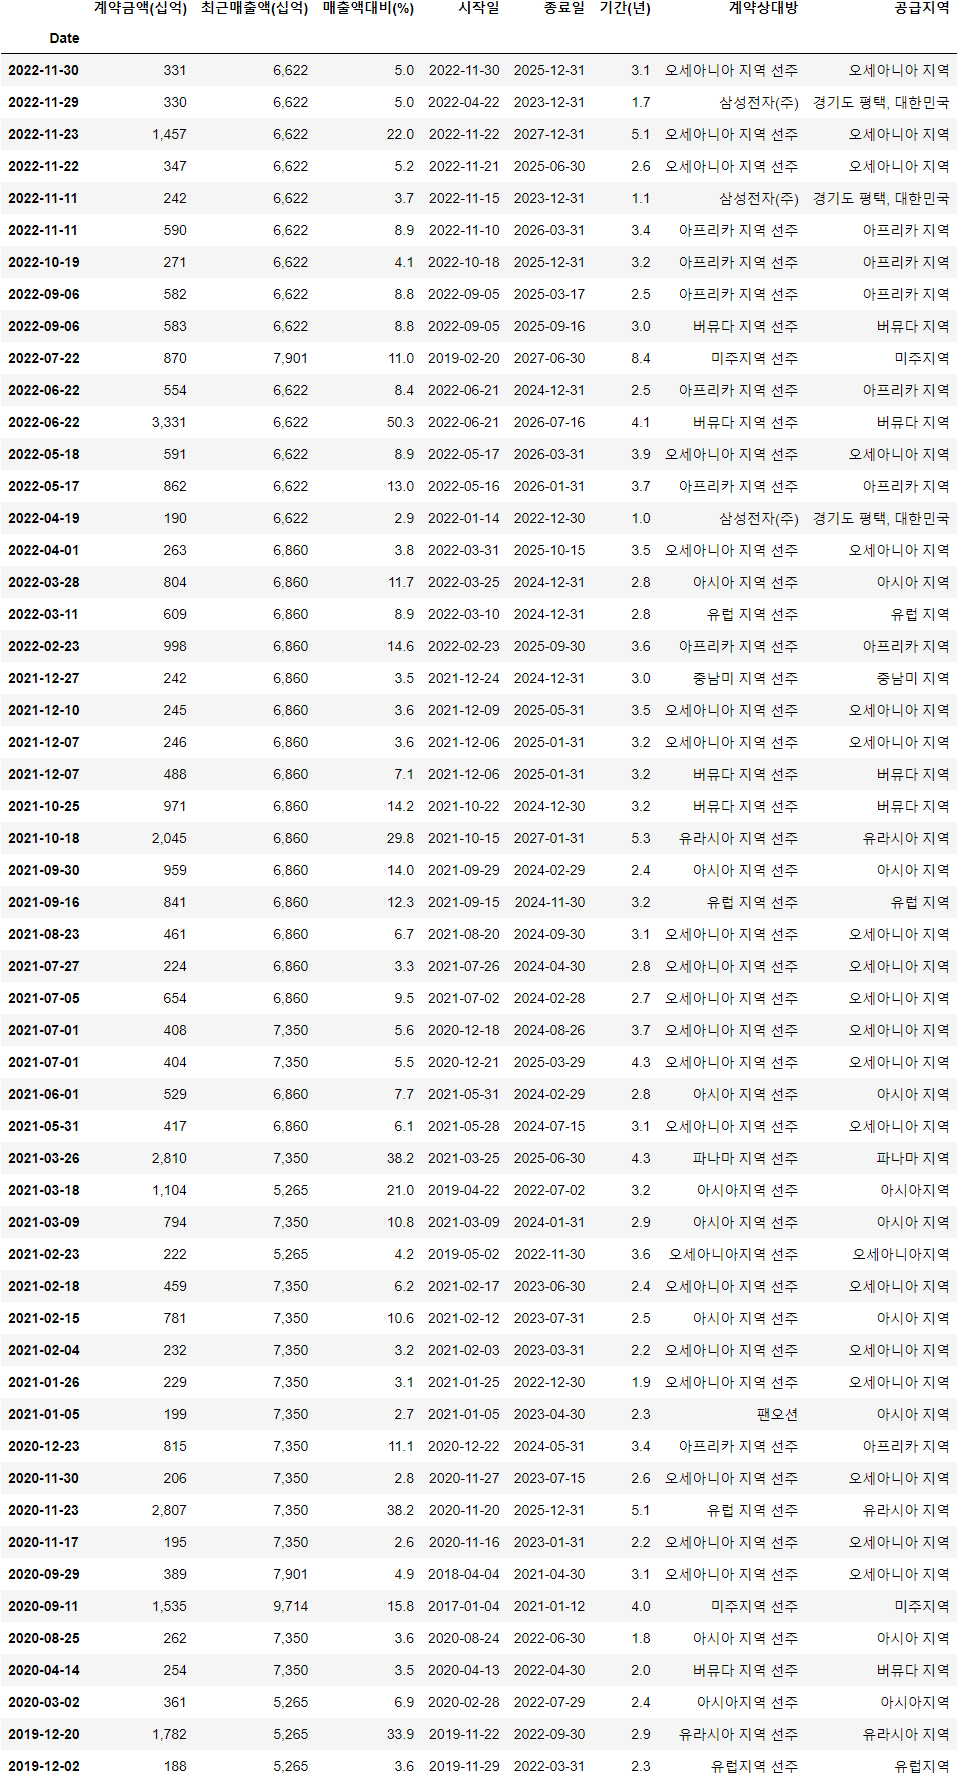 계약금액(십억) 최근매출액(십억) 매출액대비(%) 시작일 종료일 기간(년) 계약상대방 공급지역
Date
2022-11-30 331 6,622 5.0 2022-11-30 2025-12-31 3.1 오세아니아 지역 선주 오세아니아 지역
2022-11-29 330 6,622 5.0 2022-04-22 2023-12-31 1.7 삼성전자(주) 경기도 평택, 대한민국
2022-11-23 1,457 6,622 22.0 2022-11-22 2027-12-31 5.1 오세아니아 지역 선주 오세아니아 지역
2022-11-22 347 6,622 5.2 2022-11-21 2025-06-30 2.6 오세아니아 지역 선주 오세아니아 지역
2022-11-11 242 6,622 3.7 2022-11-15 2023-12-31 1.1 삼성전자(주) 경기도 평택, 대한민국
2022-11-11 590 6,622 8.9 2022-11-10 2026-03-31 3.4 아프리카 지역 선주 아프리카 지역
2022-10-19 271 6,622 4.1 2022-10-18 2025-12-31 3.2 아프리카 지역 선주 아프리카 지역
2022-09-06 582 6,622 8.8 2022-09-05 2025-03-17 2.5 아프리카 지역 선주 아프리카 지역
2022-09-06 583 6,622 8.8 2022-09-05 2025-09-16 3.0 버뮤다 지역 선주 버뮤다 지역
2022-07-22 870 7,901 11.0 2019-02-20 2027-06-30 8.4 미주지역 선주 미주지역
2022-06-22 554 6,622 8.4 2022-06-21 2024-12-31 2.5 아프리카 지역 선주 아프리카 지역
2022-06-22 3,331 6,622 50.3 2022-06-21 2026-07-16 4.1 버뮤다 지역 선주 버뮤다 지역
2022-05-18 591 6,622 8.9 2022-05-17 2026-03-31 3.9 오세아니아 지역 선주 오세아니아 지역
2022-05-17 862 6,622 13.0 2022-05-16 2026-01-31 3.7 아프리카 지역 선주 아프리카 지역
2022-04-19 190 6,622 2.9 2022-01-14 2022-12-30 1.0 삼성전자(주) 경기도 평택, 대한민국
2022-04-01 263 6,860 3.8 2022-03-31 2025-10-15 3.5 오세아니아 지역 선주 오세아니아 지역
2022-03-28 804 6,860 11.7 2022-03-25 2024-12-31 2.8 아시아 지역 선주 아시아 지역
2022-03-11 609 6,860 8.9 2022-03-10 2024-12-31 2.8 유럽 지역 선주 유럽 지역
2022-02-23 998 6,860 14.6 2022-02-23 2025-09-30 3.6 아프리카 지역 선주 아프리카 지역
2021-12-27 242 6,860 3.5 2021-12-24 2024-12-31 3.0 중남미 지역 선주 중남미 지역
2021-12-10 245 6,860 3.6 2021-12-09 2025-05-31 3.5 오세아니아 지역 선주 오세아니아 지역
2021-12-07 246 6,860 3.6 2021-12-06 2025-01-31 3.2 오세아니아 지역 선주 오세아니아 지역
2021-12-07 488 6,860 7.1 2021-12-06 2025-01-31 3.2 버뮤다 지역 선주 버뮤다 지역
2021-10-25 971 6,860 14.2 2021-10-22 2024-12-30 3.2 버뮤다 지역 선주 버뮤다 지역
2021-10-18 2,045 6,860 29.8 2021-10-15 2027-01-31 5.3 유라시아 지역 선주 유라시아 지역
2021-09-30 959 6,860 14.0 2021-09-29 2024-02-29 2.4 아시아 지역 선주 아시아 지역
2021-09-16 841 6,860 12.3 2021-09-15 2024-11-30 3.2 유럽 지역 선주 유럽 지역
2021-08-23 461 6,860 6.7 2021-08-20 2024-09-30 3.1 오세아니아 지역 선주 오세아니아 지역
2021-07-27 224 6,860 3.3 2021-07-26 2024-04-30 2.8 오세아니아 지역 선주 오세아니아 지역
2021-07-05 654 6,860 9.5 2021-07-02 2024-02-28 2.7 오세아니아 지역 선주 오세아니아 지역
2021-07-01 408 7,350 5.6 2020-12-18 2024-08-26 3.7 오세아니아 지역 선주 오세아니아 지역
2021-07-01 404 7,350 5.5 2020-12-21 2025-03-29 4.3 오세아니아 지역 선주 오세아니아 지역
2021-06-01 529 6,860 7.7 2021-05-31 2024-02-29 2.8 아시아 지역 선주 아시아 지역
2021-05-31 417 6,860 6.1 2021-05-28 2024-07-15 3.1 오세아니아 지역 선주 오세아니아 지역
2021-03-26 2,810 7,350 38.2 2021-03-25 2025-06-30 4.3 파나마 지역 선주 파나마 지역
2021-03-18 1,104 5,265 21.0 2019-04-22 2022-07-02 3.2 아시아지역 선주 아시아지역
2021-03-09 794 7,350 10.8 2021-03-09 2024-01-31 2.9 아시아 지역 선주 아시아 지역
2021-02-23 222 5,265 4.2 2019-05-02 2022-11-30 3.6 오세아니아지역 선주 오세아니아지역
2021-02-18 459 7,350 6.2 2021-02-17 2023-06-30 2.4 오세아니아 지역 선주 오세아니아 지역
2021-02-15 781 7,350 10.6 2021-02-12 2023-07-31 2.5 아시아 지역 선주 아시아 지역
2021-02-04 232 7,350 3.2 2021-02-03 2023-03-31 2.2 오세아니아 지역 선주 오세아니아 지역
2021-01-26 229 7,350 3.1 2021-01-25 2022-12-30 1.9 오세아니아 지역 선주 오세아니아 지역
2021-01-05 199 7,350 2.7 2021-01-05 2023-04-30 2.3 팬오션 아시아 지역
2020-12-23 815 7,350 11.1 2020-12-22 2024-05-31 3.4 아프리카 지역 선주 아프리카 지역
2020-11-30 206 7,350 2.8 2020-11-27 2023-07-15 2.6 오세아니아 지역 선주 오세아니아 지역
2020-11-23 2,807 7,350 38.2 2020-11-20 2025-12-31 5.1 유럽 지역 선주 유라시아 지역
2020-11-17 195 7,350 2.6 2020-11-16 2023-01-31 2.2 오세아니아 지역 선주 오세아니아 지역
2020-09-29 389 7,901 4.9 2018-04-04 2021-04-30 3.1 오세아니아 지역 선주 오세아니아 지역
2020-09-11 1,535 9,714 15.8 2017-01-04 2021-01-12 4.0 미주지역 선주 미주지역
2020-08-25 262 7,350 3.6 2020-08-24 2022-06-30 1.8 아시아 지역 선주 아시아 지역
2020-04-14 254 7,350 3.5 2020-04-13 2022-04-30 2.0 버뮤다 지역 선주 버뮤다 지역
2020-03-02 361 5,265 6.9 2020-02-28 2022-07-29 2.4 아시아지역 선주 아시아지역
2019-12-20 1,782 5,265 33.9 2019-11-22 2022-09-30 2.9 유라시아 지역 선주 유라시아 지역
2019-12-02 188 5,265 3.6 2019-11-29 2022-03-31 2.3 유럽지역 선주 유럽지역